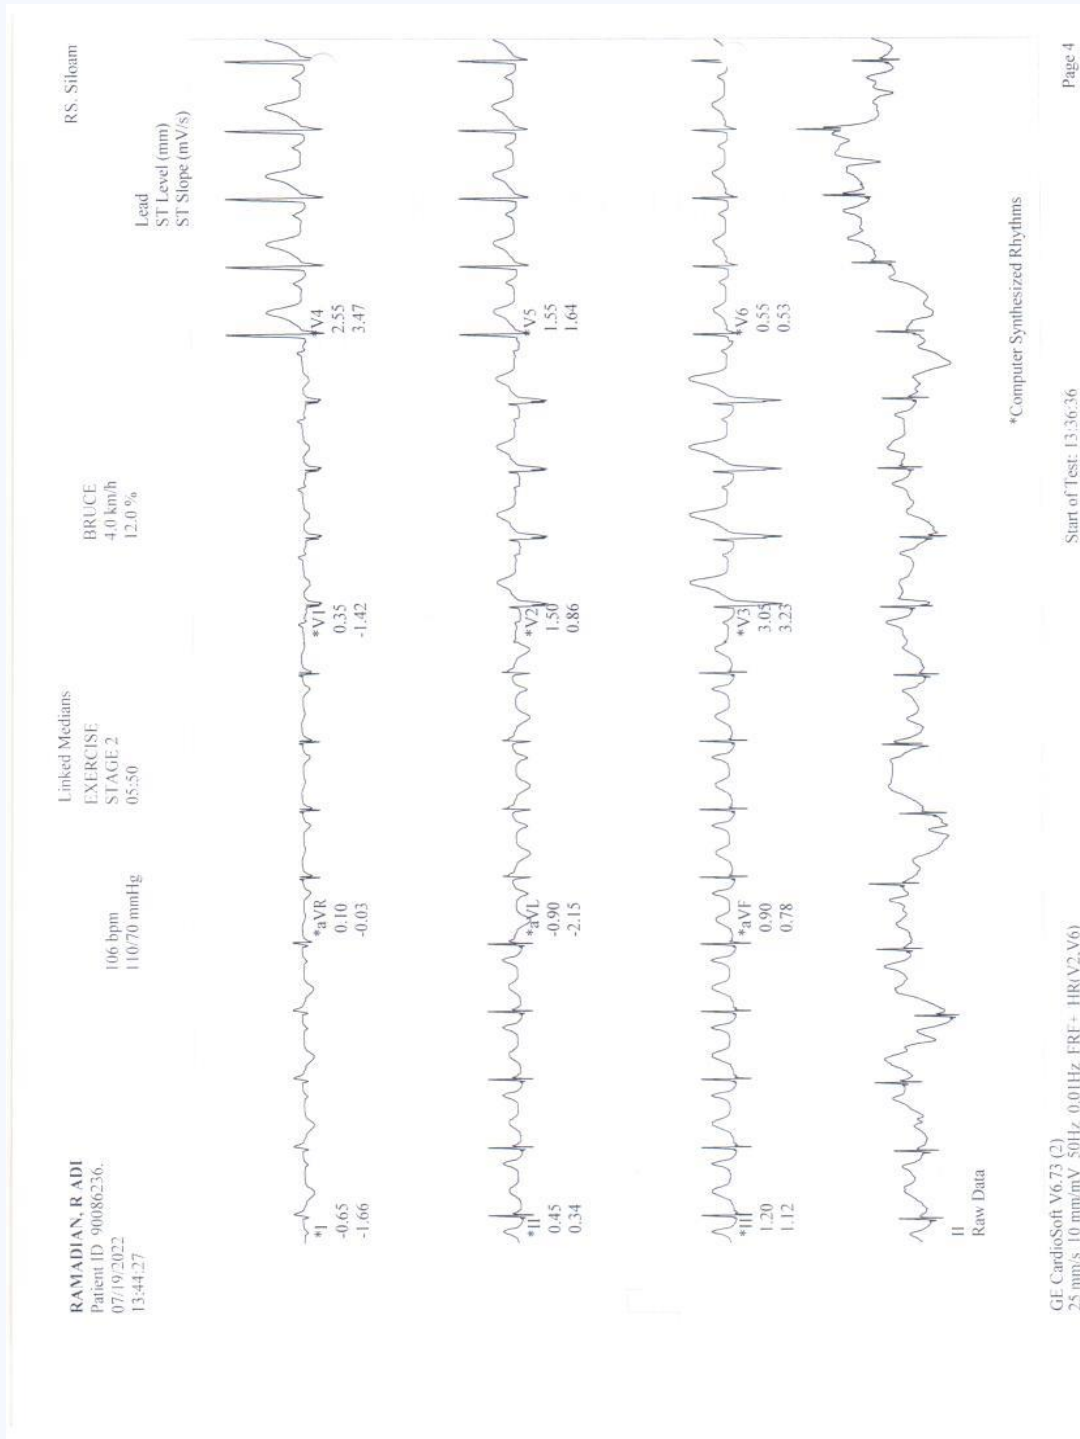 RAMADIAN, R ADI
Patient ID 90086236.
07/19/2022
13:44:27
106 bpm
110/70 mmHg
Linked Medians
EXERCISE
STAGE 2
05:50
BRUCE
4.0 km/h
12.0 %
RS. Siloam
Lead
ST Level (mm)
ST Slope (mV/s)
*I
-0.65
-1.66
*aVR
0.10
-0.03
*V1
0.35
-1.42
*V4
2.55
3.47
*II
0.45
0.34
*aVL
-0.90
-2.15
*V2
1.50
0.86
*V5
1.55
1.64
*III
1.20
1.12
*aVF
0.90
0.78
*V3
3.05
3.23
*V6
0.55
0.53
II
Raw Data
*Computer Synthesized Rhythms
GE CardioSoft V6.73 (2)
25 mm/s 10 mm/mV 50Hz 0.01Hz FRF+ HR(V2,V6)
Start of Test: 13:36:36
Page 4